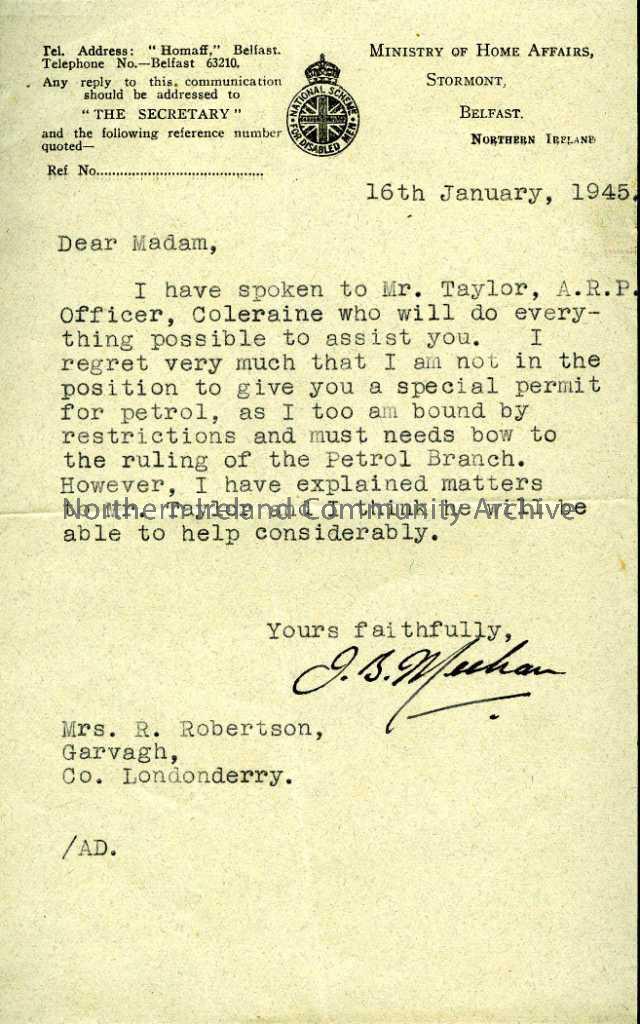 Tel. Address: "Homaff," Belfast.
Telephone No.—Belfast 63210.
Any reply to this communication
should be addressed to
"THE SECRETARY"
and the following reference number
quoted—
Ref No..........................................
NATIONAL SCHEME
FOR DISABLED MEN
MINISTRY OF HOME AFFAIRS,
STORMONT,
BELFAST.
NORTHERN IRELAND
16th January, 1945.
Dear Madam,
I have spoken to Mr. Taylor, A.R.P.
Officer, Coleraine who will do every-
thing possible to assist you. I
regret very much that I am not in the
position to give you a special permit
for petrol, as I too am bound by
restrictions and must needs bow to
the ruling of the Petrol Branch.
However, I have explained matters
to Mr. Taylor and I think he will be
Northern Ireland Community Archive
able to help considerably.
Yours faithfully,
J. B. Meehan
Mrs. R. Robertson,
Garvagh,
Co. Londonderry.
/AD.